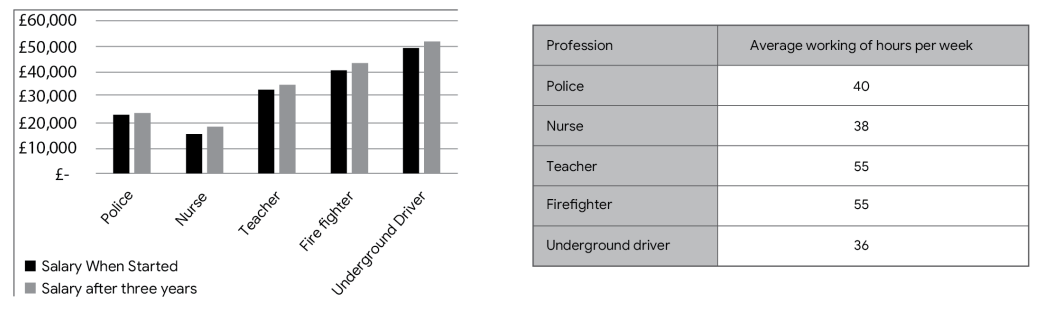 £60,000
£50,000
£40,000
£30,000
£20,000
£10,000
£-
Police
Nurse
Teacher
Fire fighter
Underground Driver
Salary When Started
Salary after three years
Profession Average working of hours per week
Police 40
Nurse 38
Teacher 55
Firefighter 55
Underground driver 36